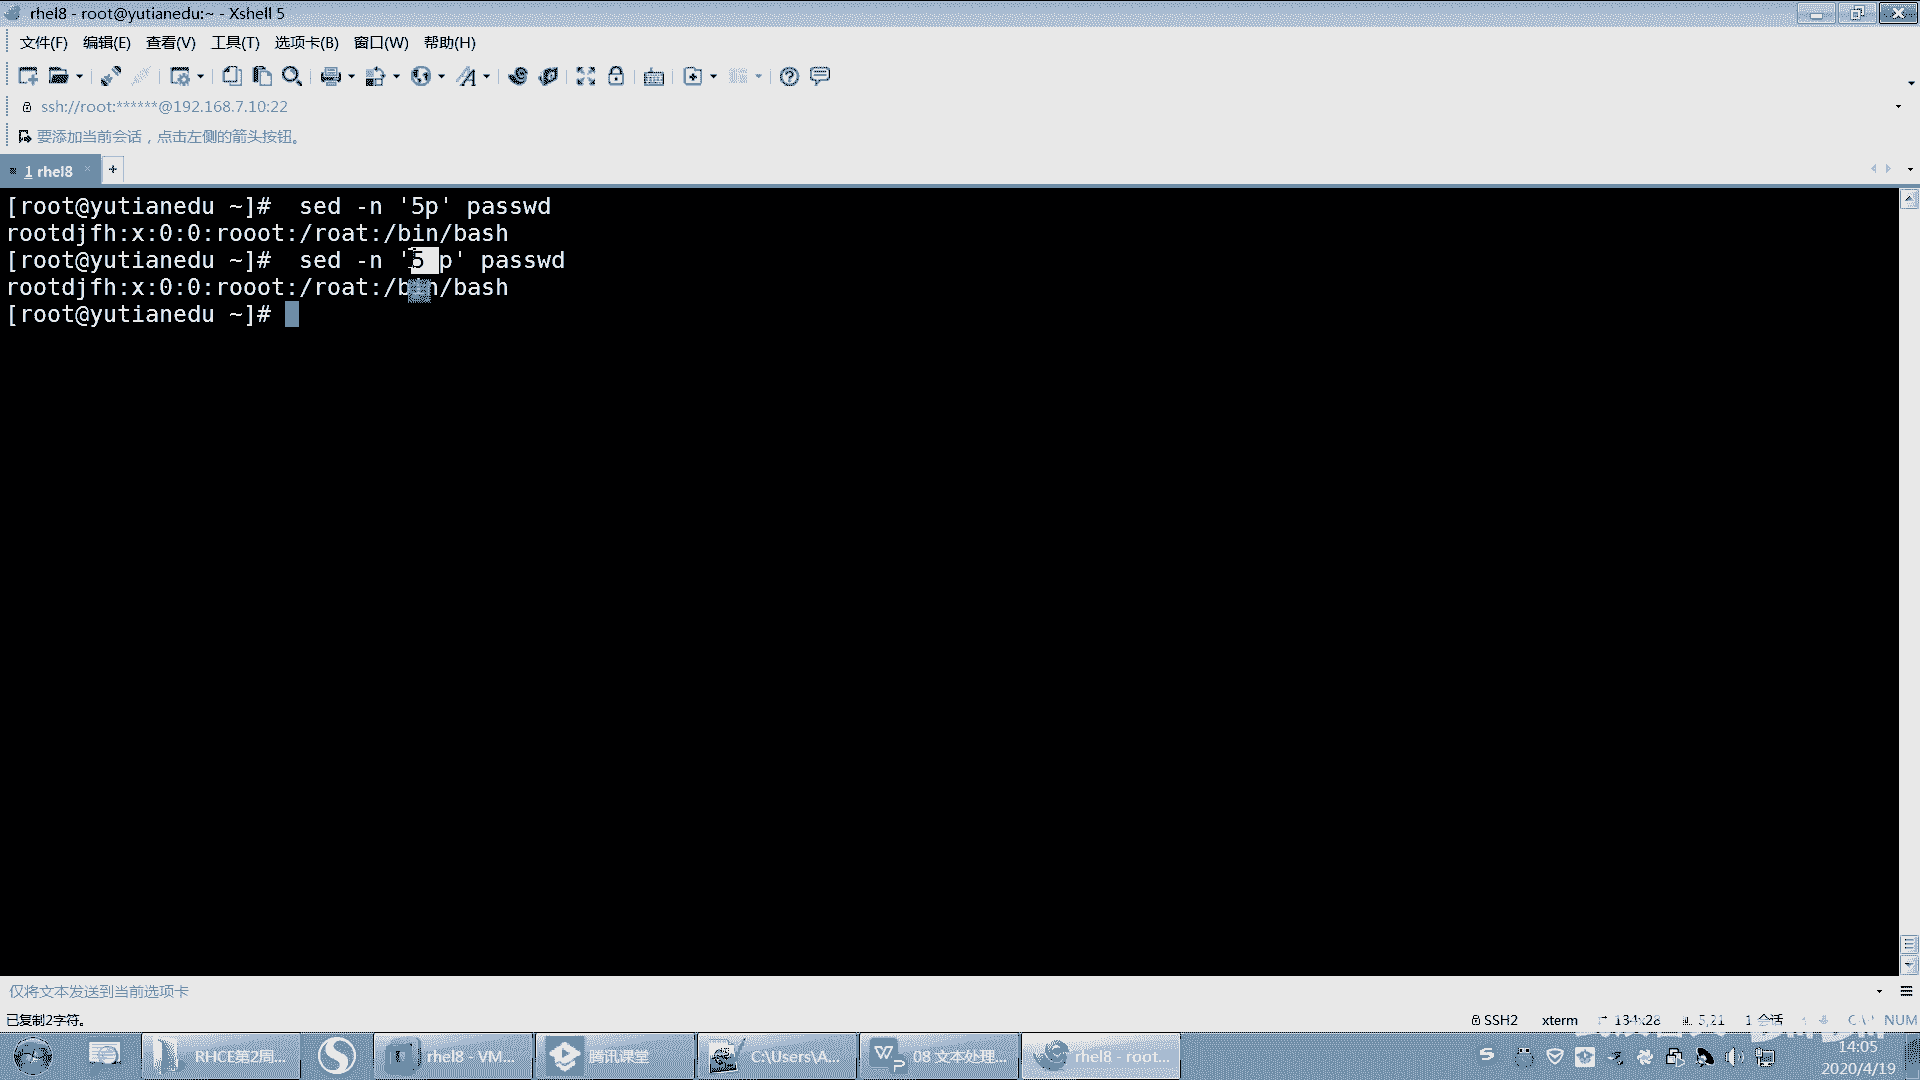 rhel8 - root@yutianedu:~ - Xshell 5
文件(F) 编辑(E) 查看(V) 工具(T) 选项卡(B) 窗口(W) 帮助(H)
ssh://root:******@192.168.7.10:22
要添加当前会话，点击左侧的箭头按钮。
1 rhel8
[root@yutianedu ~]#  sed -n '5p' passwd
rootdjfh:x:0:0:rooot:/roat:/bin/bash
[root@yutianedu ~]#  sed -n '5 p' passwd
rootdjfh:x:0:0:rooot:/roat:/bin/bash
[root@yutianedu ~]#
仅将文本发送到当前选项卡
已复制2字符。
SSH2 xterm 134x28 5,21 1 会话 NUM
RHCE第2周... rhel8 - VM... 腾讯课堂 C:\Users\A... 08 文本处理... rhel8 - root...
14:05
2020/4/19